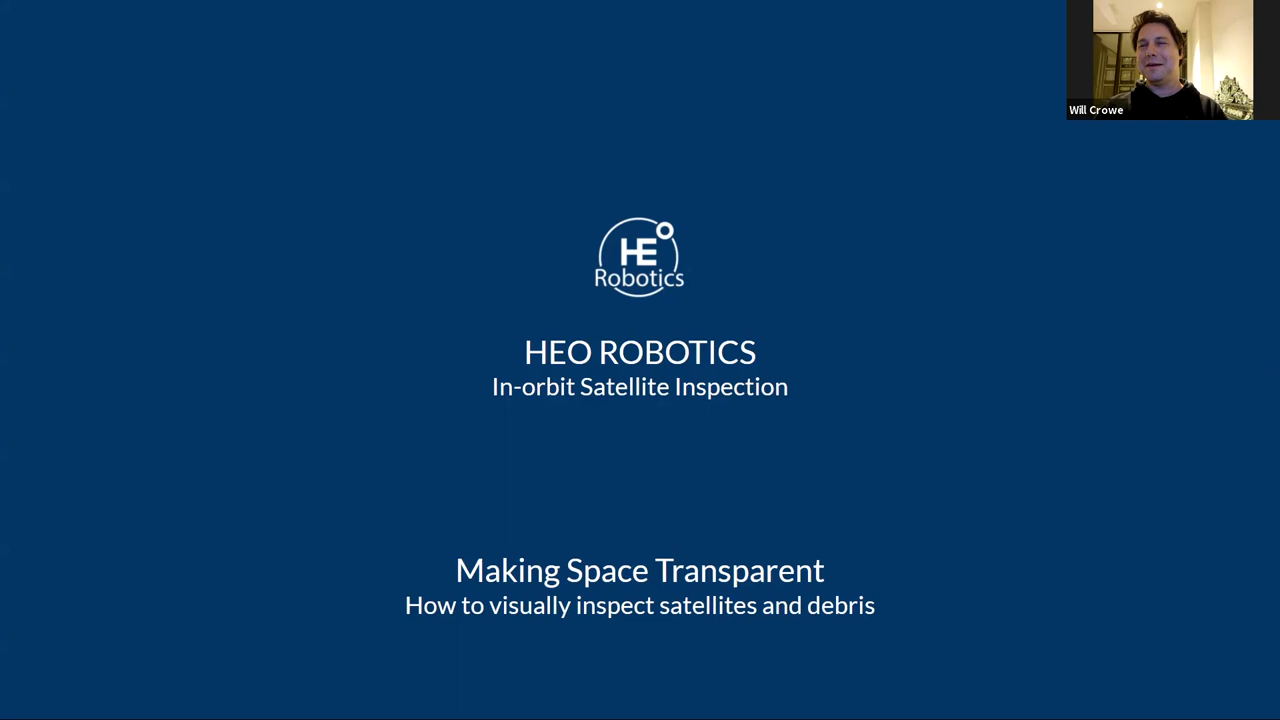 Will Crowe
HEO
Robotics
HEO ROBOTICS
In-orbit Satellite Inspection
Making Space Transparent
How to visually inspect satellites and debris